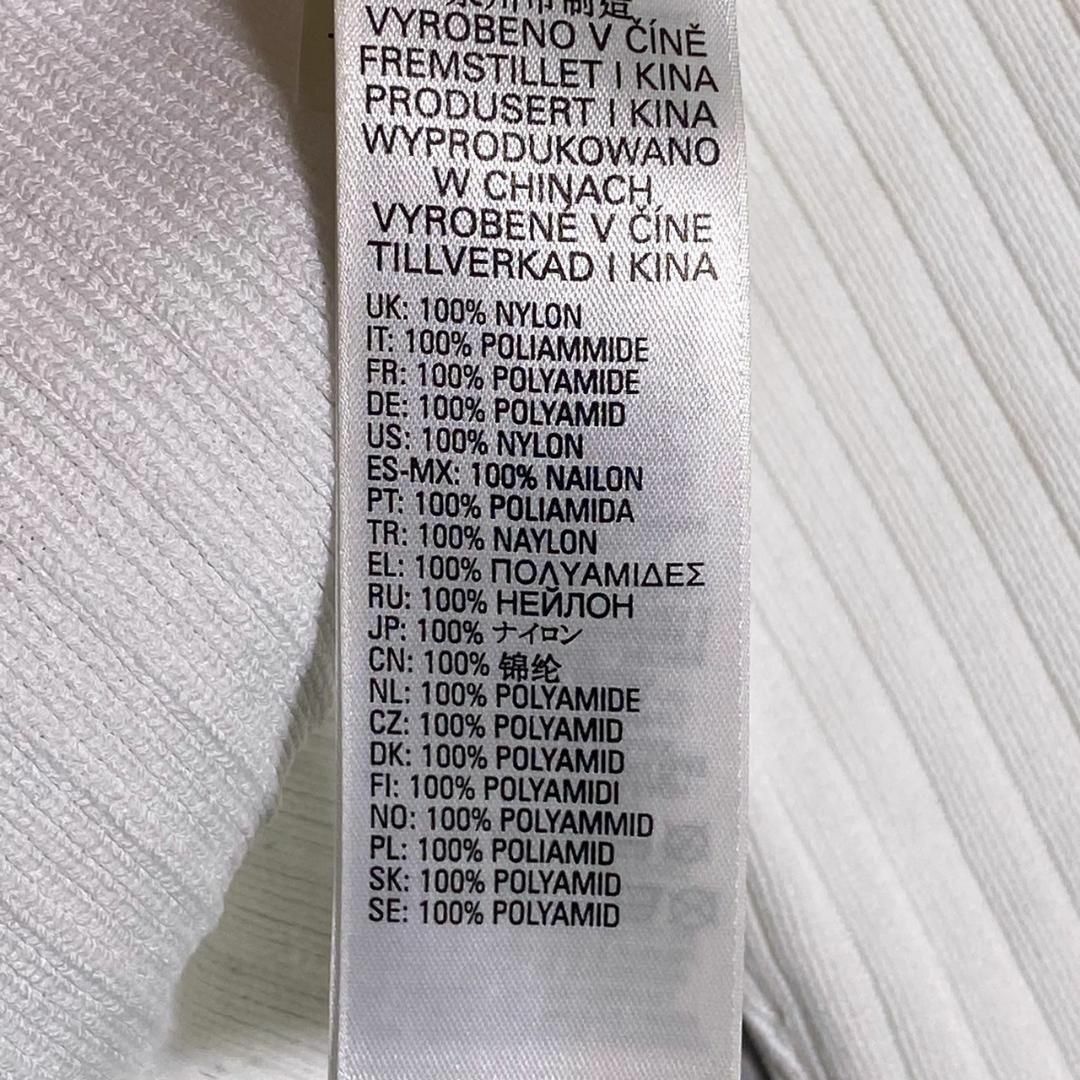 VYROBENO V ČÍNĚ
FREMSTILLET I KINA
PRODUSERT I KINA
WYPRODUKOWANO
W CHINACH
VYROBENÉ V ČÍNE
TILLVERKAD I KINA
UK: 100% NYLON
IT: 100% POLIAMMIDE
FR: 100% POLYAMIDE
DE: 100% POLYAMID
US: 100% NYLON
ES-MX: 100% NAILON
PT: 100% POLIAMIDA
TR: 100% NAYLON
EL: 100% ΠΟΛΥΑΜΙΔΕΣ
RU: 100% НЕЙЛОН
JP: 100% ナイロン
CN: 100% 锦纶
NL: 100% POLYAMIDE
CZ: 100% POLYAMID
DK: 100% POLYAMID
FI: 100% POLYAMIDI
NO: 100% POLYAMMID
PL: 100% POLIAMID
SK: 100% POLYAMID
SE: 100% POLYAMID